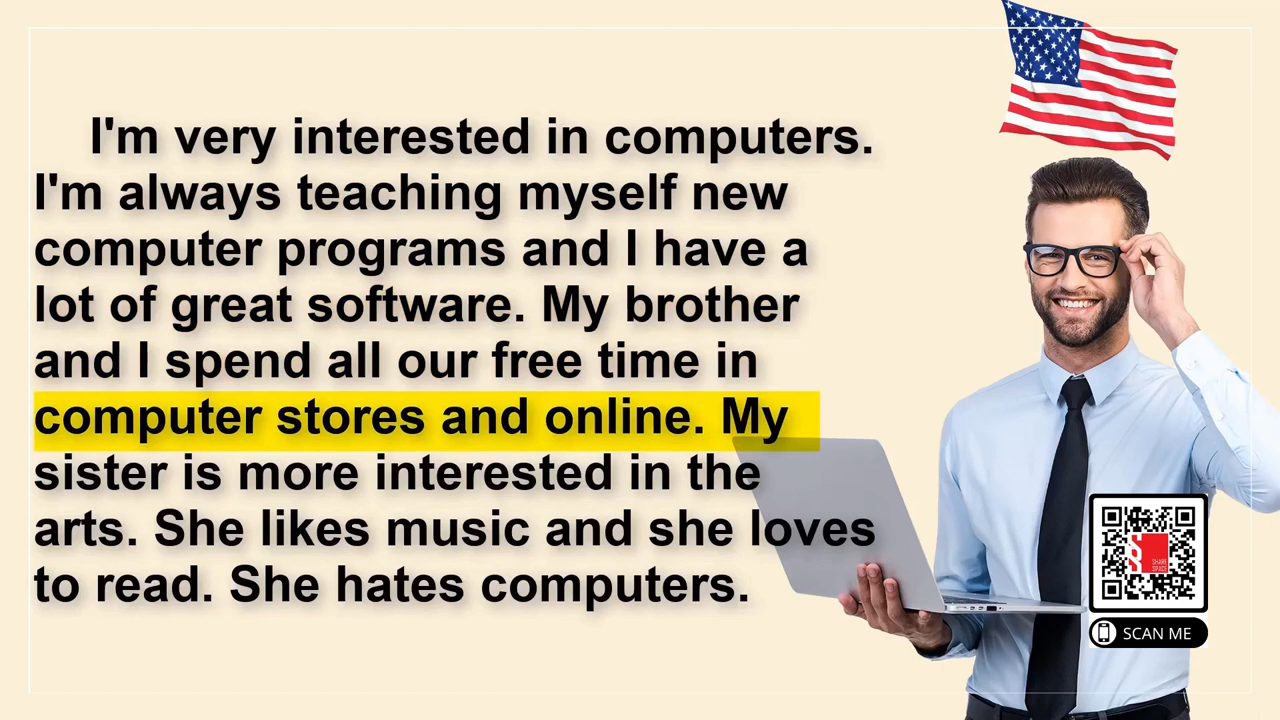 I'm very interested in computers.
I'm always teaching myself new
computer programs and I have a
lot of great software. My brother
and I spend all our free time in
computer stores and online. My
sister is more interested in the
arts. She likes music and she loves
to read. She hates computers.
SHARE
SPACE
SCAN ME